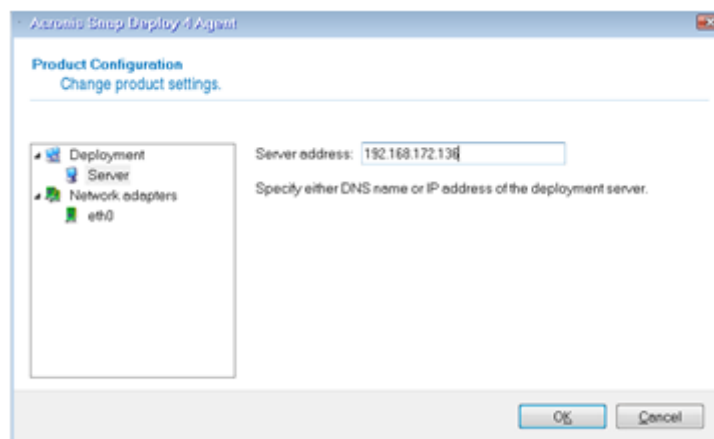 Acronis Snap Deploy 4 Agent
Product Configuration
Change product settings.
Deployment
Server
Network adapters
eth0
Server address: 192.168.172.136
Specify either DNS name or IP address of the deployment server.
OK
Cancel